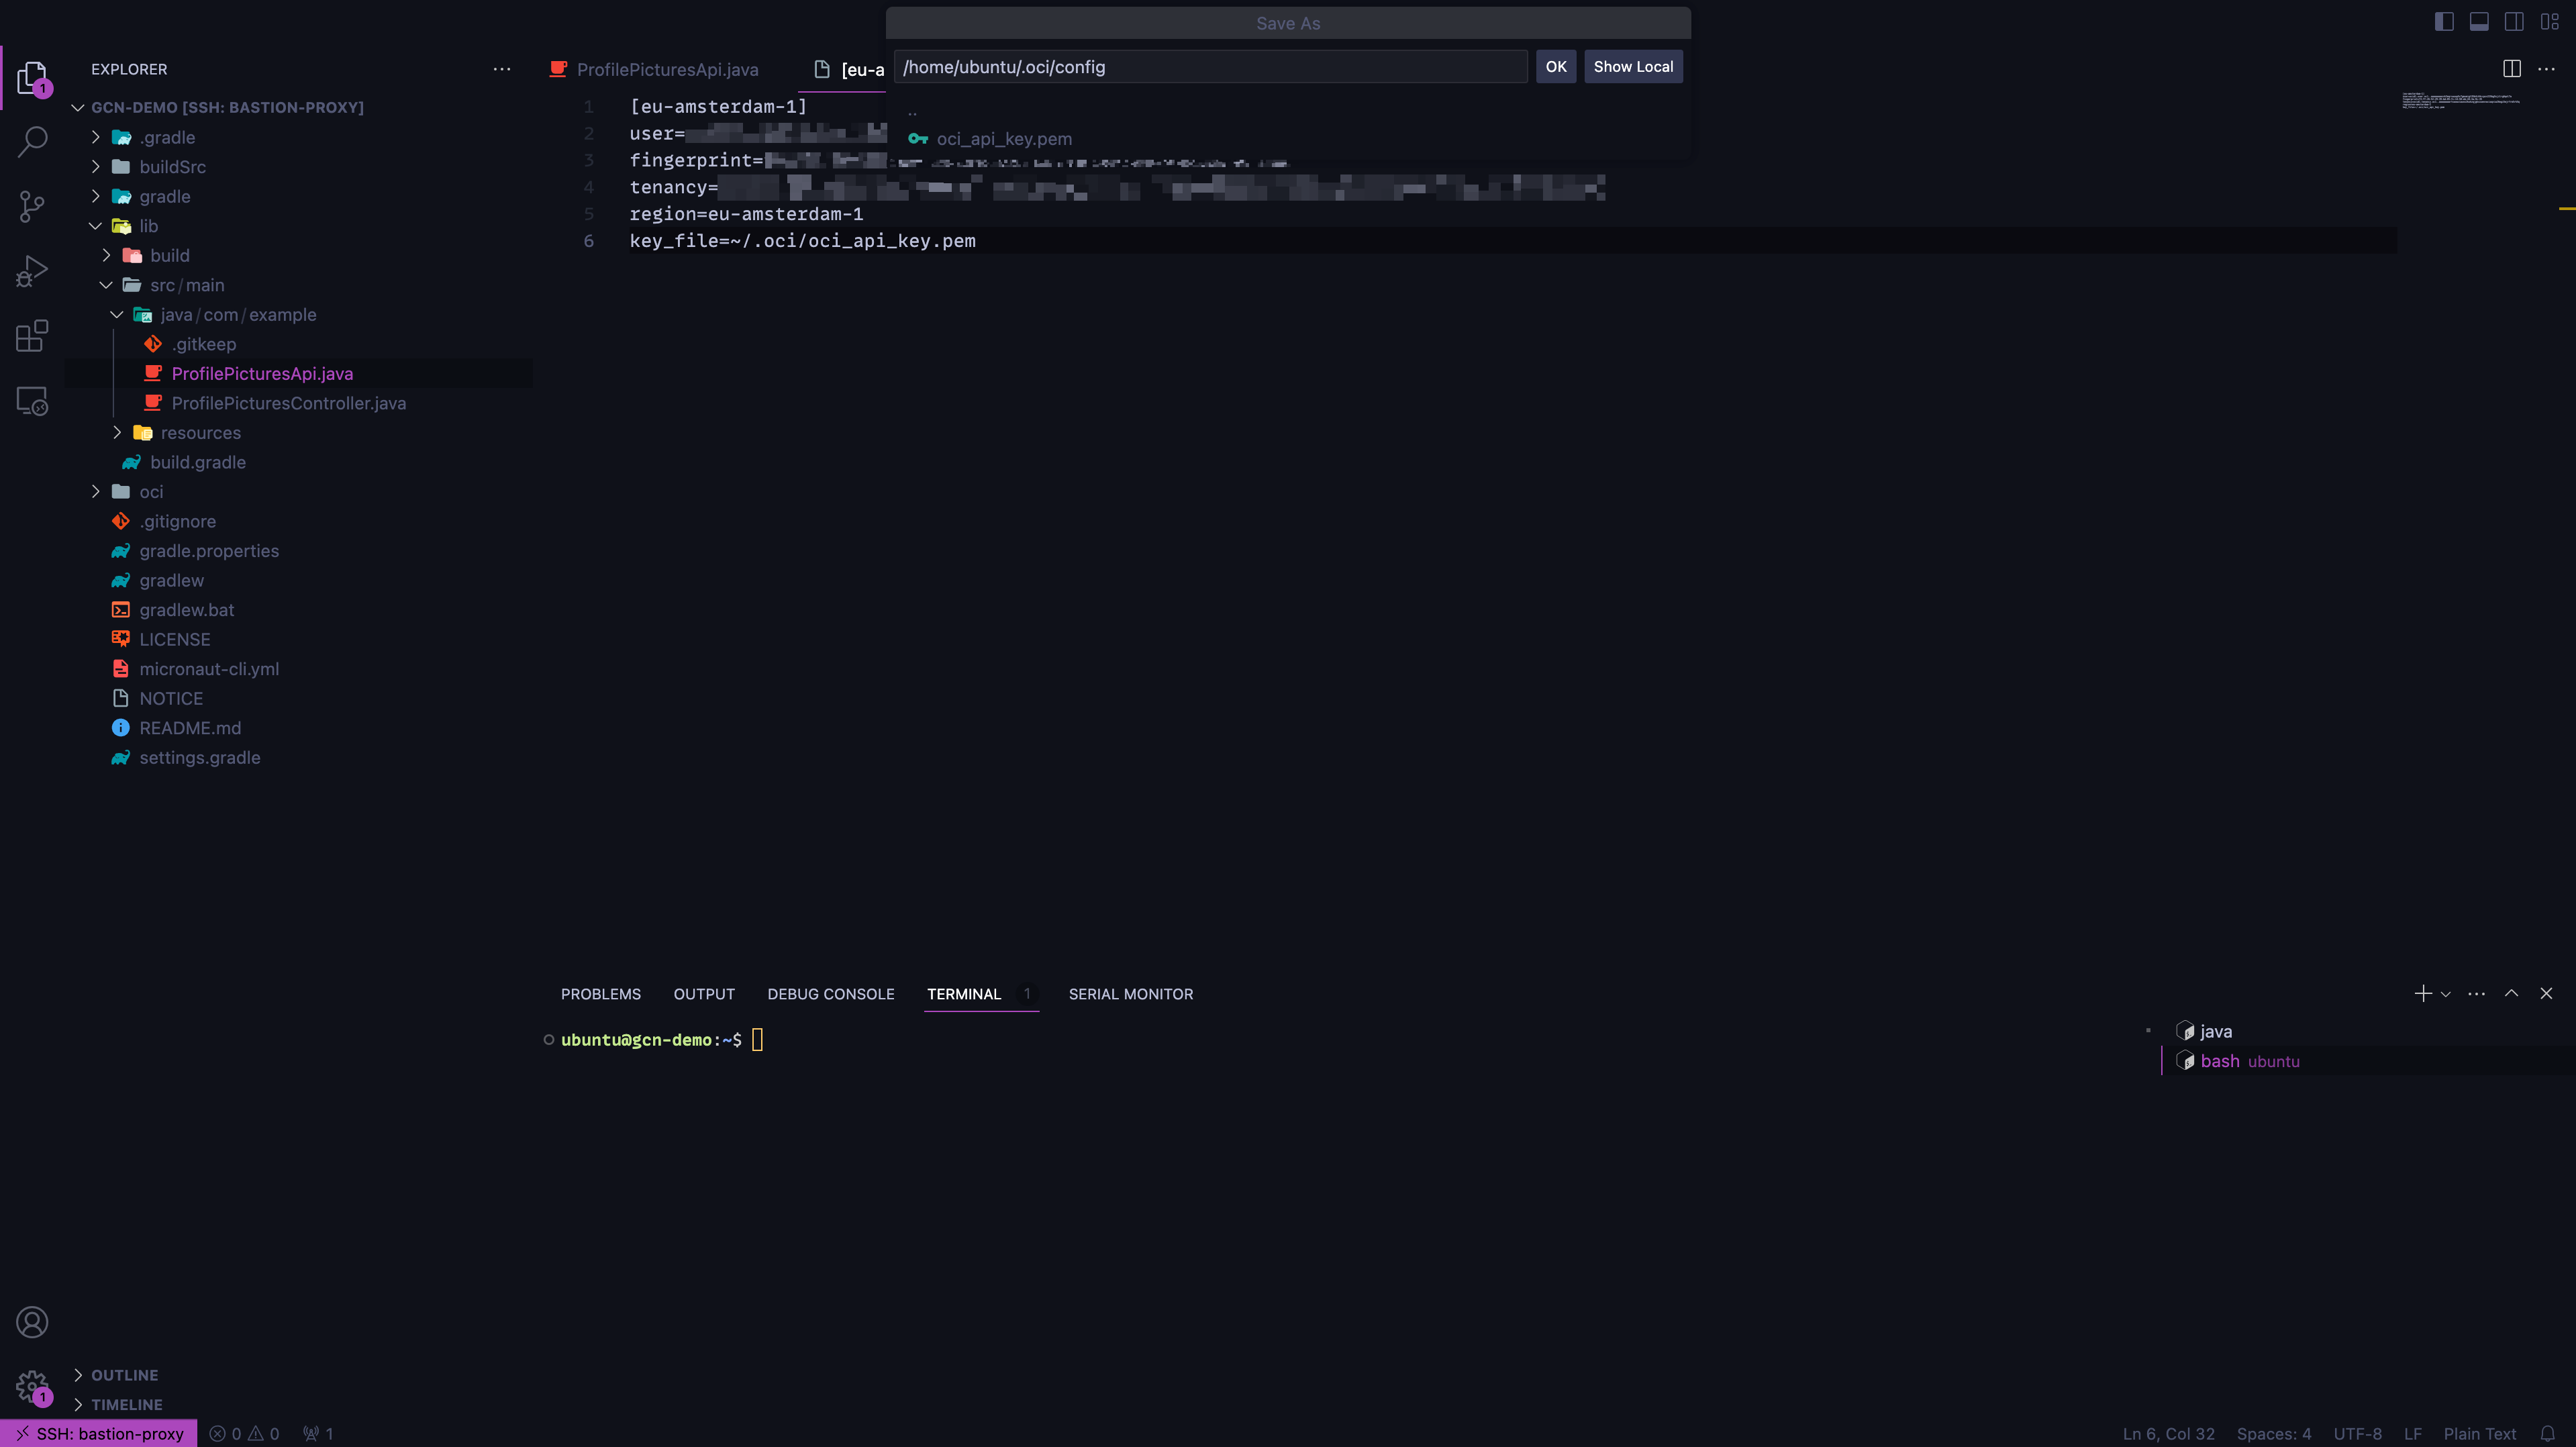 Save As
/home/ubuntu/.oci/config
OK
Show Local
..
oci_api_key.pem
EXPLORER
ProfilePicturesApi.java
[eu-a
GCN-DEMO [SSH: BASTION-PROXY]
.gradle
buildSrc
gradle
lib
build
src/main
java/com/example
.gitkeep
ProfilePicturesApi.java
ProfilePicturesController.java
resources
build.gradle
oci
.gitignore
gradle.properties
gradlew
gradlew.bat
LICENSE
micronaut-cli.yml
NOTICE
README.md
settings.gradle
1 [eu-amsterdam-1]
2 user=
3 fingerprint=
4 tenancy=
5 region=eu-amsterdam-1
6 key_file=~/.oci/oci_api_key.pem
PROBLEMS OUTPUT DEBUG CONSOLE TERMINAL 1 SERIAL MONITOR
ubuntu@gcn-demo:~$
java
bash ubuntu
1
1
OUTLINE
TIMELINE
SSH: bastion-proxy 0 0 1 Ln 6, Col 32 Spaces: 4 UTF-8 LF Plain Text